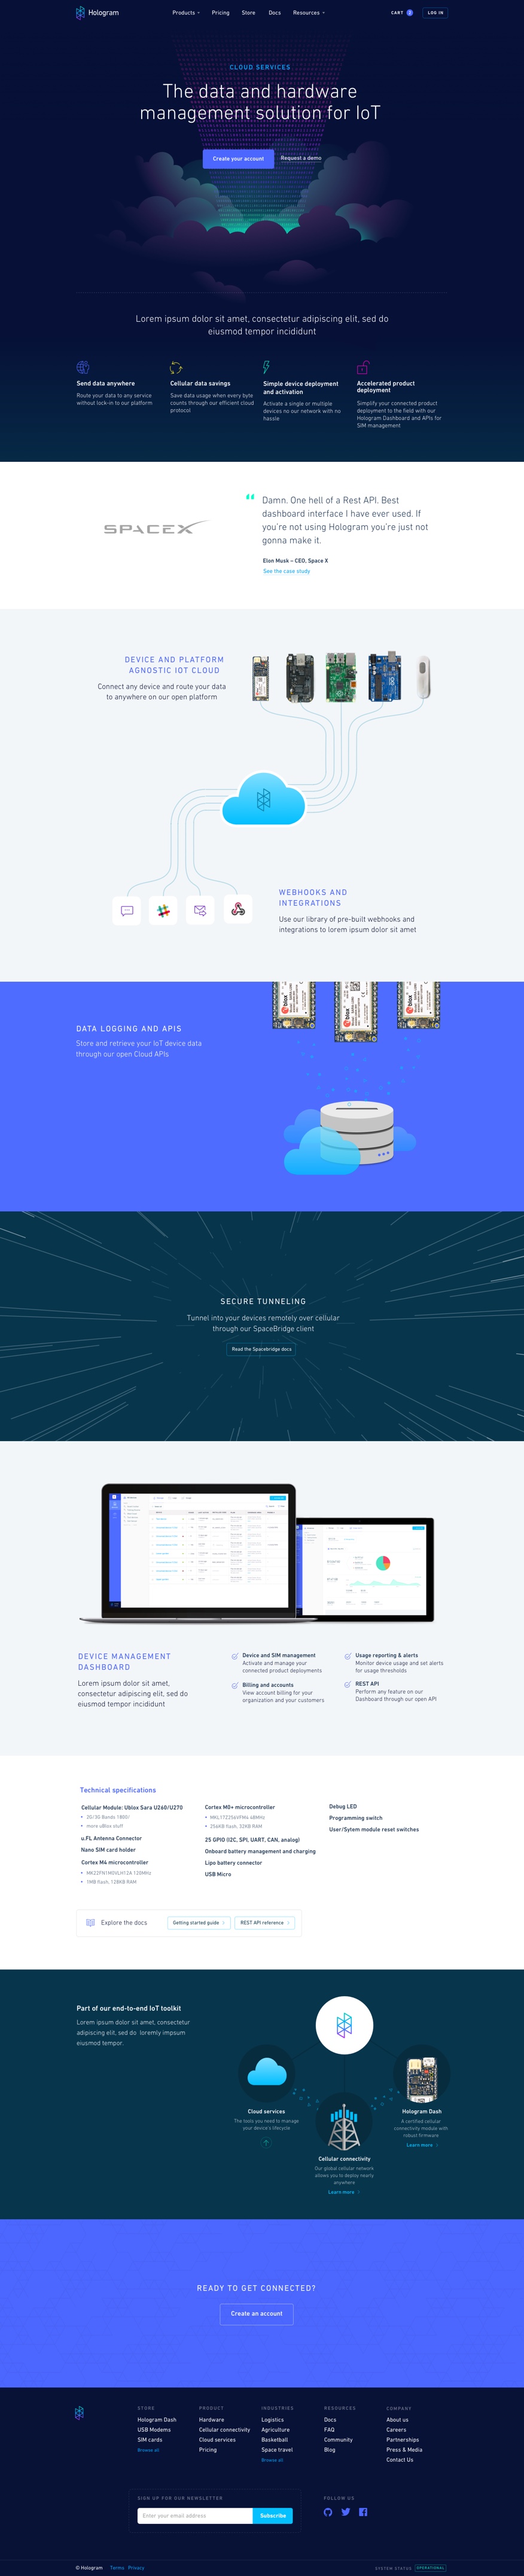 Hologram
Products Pricing Store Docs Resources
CART 2 LOG IN
CLOUD SERVICES
The data and hardware
management solution for IoT
Create your account Request a demo
Lorem ipsum dolor sit amet, consectetur adipiscing elit, sed do
eiusmod tempor incididunt
Send data anywhere
Route your data to any service
without lock-in to our platform
Cellular data savings
Save data usage when every byte
counts through our efficient cloud
protocol
Simple device deployment
and activation
Activate a single or multiple
devices no our network with no
hassle
Accelerated product
deployment
Simplify your connected product
deployment to the field with our
Hologram Dashboard and APIs for
SIM management
SPACEX
“ Damn. One hell of a Rest API. Best
dashboard interface I have ever used. If
you’re not using Hologram you’re just not
gonna make it.
Elon Musk – CEO, Space X
See the case study
DEVICE AND PLATFORM
AGNOSTIC IOT CLOUD
Connect any device and route your data
to anywhere on our open platform
WEBHOOKS AND
INTEGRATIONS
Use our library of pre-built webhooks and
integrations to lorem ipsum dolor sit amet
DATA LOGGING AND APIS
Store and retrieve your IoT device data
through our open Cloud APIs
SECURE TUNNELING
Tunnel into your devices remotely over cellular
through our SpaceBridge client
Read the Spacebridge docs
DEVICE MANAGEMENT
DASHBOARD
Lorem ipsum dolor sit amet,
consectetur adipiscing elit, sed do
eiusmod tempor incididunt
Device and SIM management
Activate and manage your
connected product deployments
Billing and accounts
View account billing for your
organization and your customers
Usage reporting & alerts
Monitor device usage and set alerts
for usage thresholds
REST API
Perform any feature on our
Dashboard through our open API
Technical specifications
Cellular Module: Ublox Sara U260/U270
2G/3G Bands 1800/
more uBlox stuff
u.FL Antenna Connector
Nano SIM card holder
Cortex M4 microcontroller
1MB flash, 128KB RAM
Cortex M0+ microcontroller
256KB flash, 32KB RAM
25 GPIO (I2C, SPI, UART, CAN, analog)
Onboard battery management and charging
Lipo battery connector
USB Micro
Debug LED
Programming switch
User/Sytem module reset switches
Explore the docs
Getting started guide
REST API reference
Part of our end-to-end IoT toolkit
Lorem ipsum dolor sit amet, consectetur
adipiscing elit, sed do loremly impsum
eiusmod tempor.
Cloud services
The tools you need to manage
your device's lifecycle
Cellular connectivity
Our global cellular network
allows you to deploy nearly
anywhere
Learn more
Hologram Dash
A certified cellular
connectivity module with
robust firmware
Learn more
READY TO GET CONNECTED?
Create an account
STORE
Hologram Dash
USB Modems
SIM cards
Browse all
PRODUCT
Hardware
Cellular connectivity
Cloud services
Pricing
INDUSTRIES
Logistics
Agriculture
Basketball
Space travel
Browse all
RESOURCES
Docs
FAQ
Community
Blog
COMPANY
About us
Careers
Partnerships
Press & Media
Contact Us
SIGN UP FOR OUR NEWSLETTER
Enter your email address Subscribe
FOLLOW US
© Hologram Terms Privacy
SYSTEM STATUS OPERATIONAL